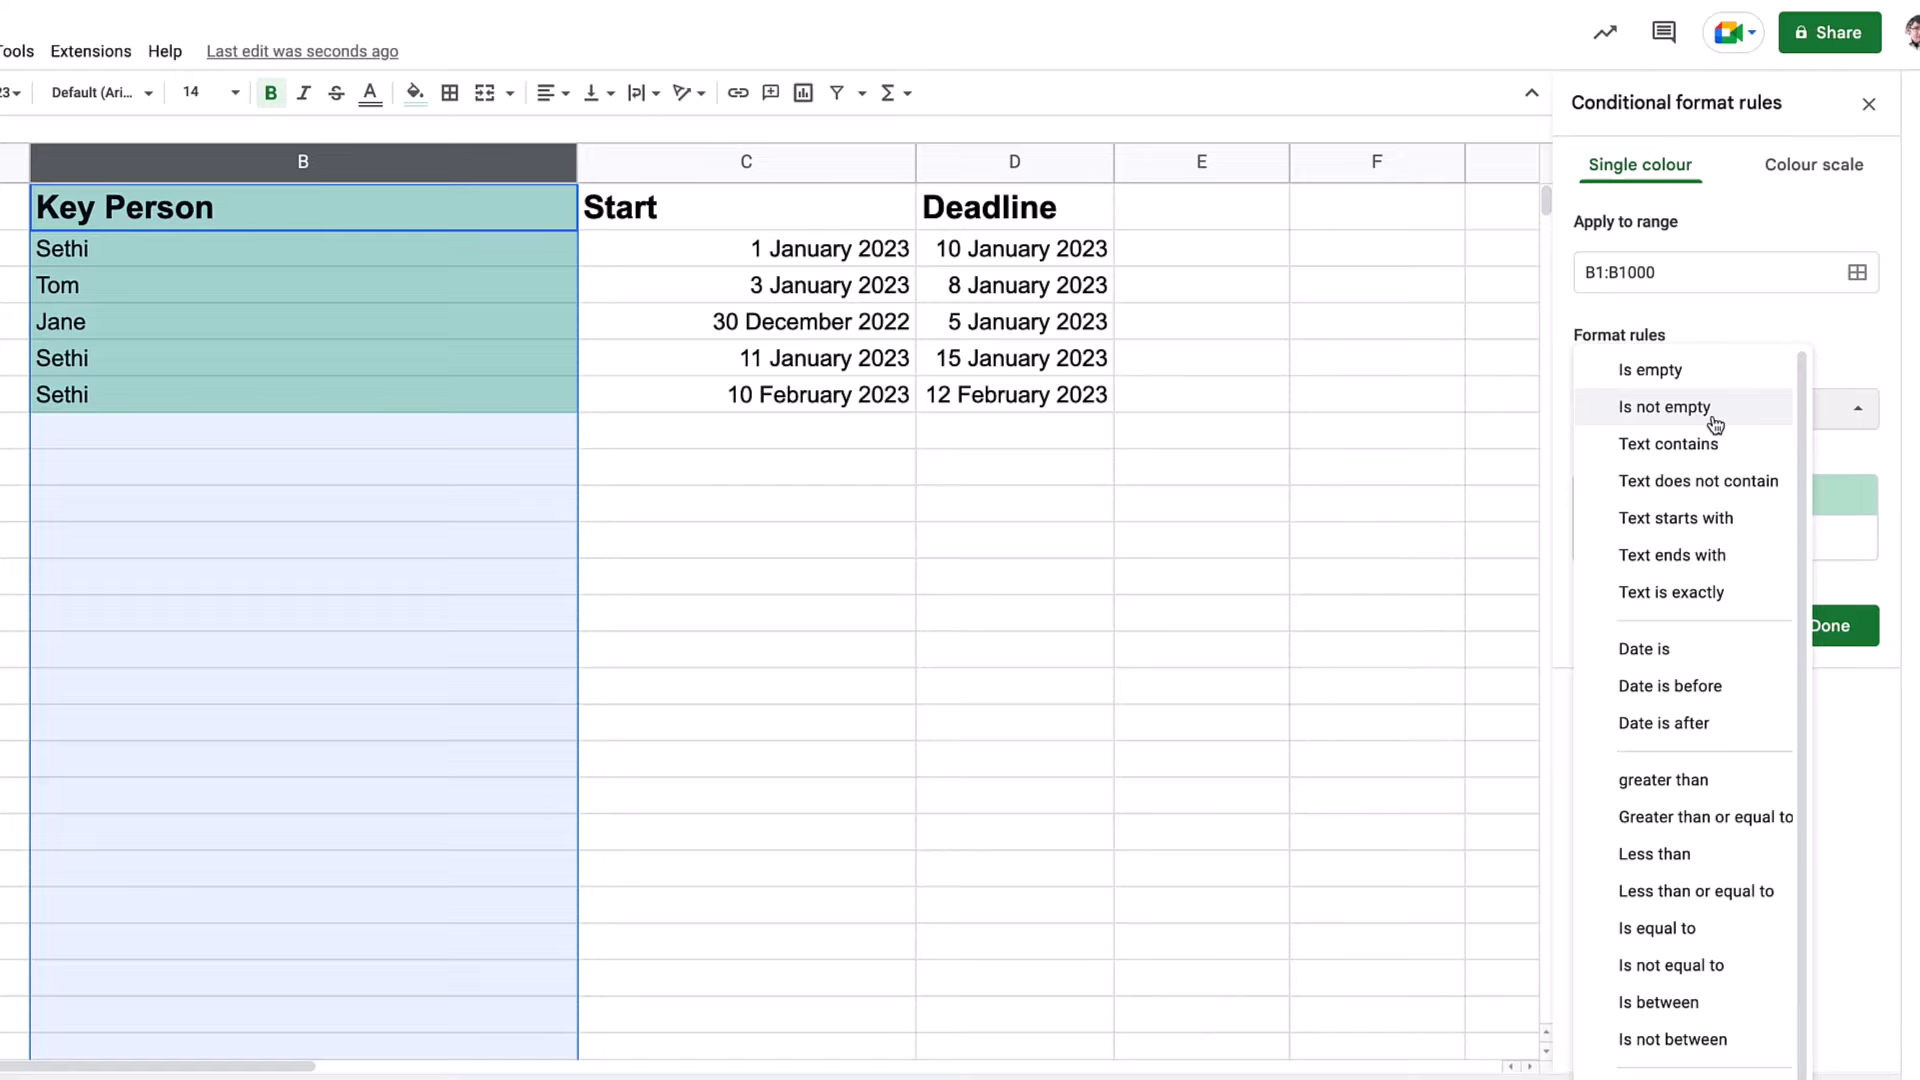 Tools Extensions Help Last edit was seconds ago
Share
23 Default (Ari... 14 B I S A Σ
Conditional format rules
B C D E F
Single colour Colour scale
Key Person Start Deadline
Sethi 1 January 2023 10 January 2023
Tom 3 January 2023 8 January 2023
Jane 30 December 2022 5 January 2023
Sethi 11 January 2023 15 January 2023
Sethi 10 February 2023 12 February 2023
Apply to range
B1:B1000
Format rules
Is empty
Is not empty
Text contains
Text does not contain
Text starts with
Text ends with
Text is exactly
Done
Date is
Date is before
Date is after
greater than
Greater than or equal to
Less than
Less than or equal to
Is equal to
Is not equal to
Is between
Is not between